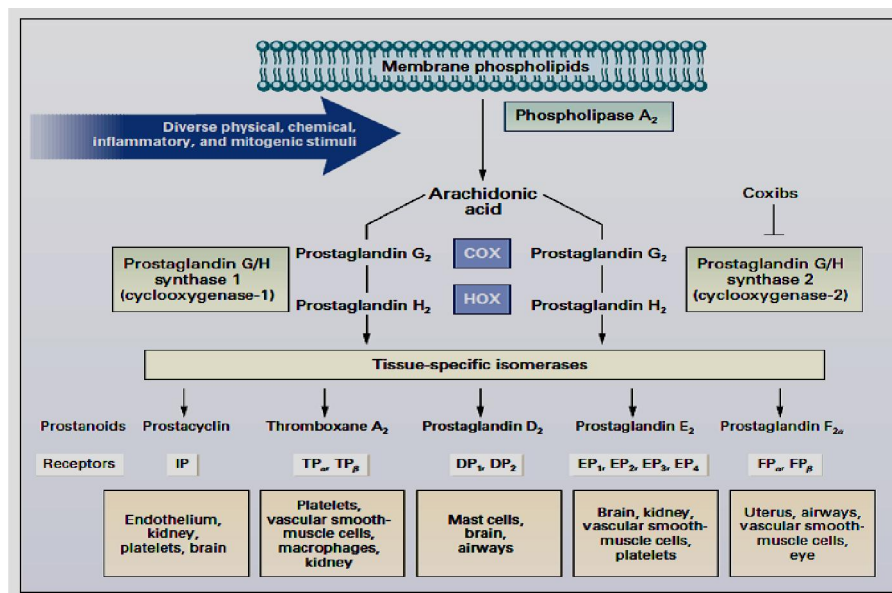 Membrane phospholipids
Diverse physical, chemical,
inflammatory, and mitogenic stimuli
Phospholipase A₂
Arachidonic
acid
Coxibs
Prostaglandin G/H
synthase 1
(cyclooxygenase-1)
Prostaglandin G₂
COX
Prostaglandin G₂
Prostaglandin H₂
HOX
Prostaglandin H₂
Prostaglandin G/H
synthase 2
(cyclooxygenase-2)
Tissue-specific isomerases
Prostanoids
Prostacyclin
Thromboxane A₂
Prostaglandin D₂
Prostaglandin E₂
Prostaglandin F₂α
Receptors
IP
TPα, TPβ
DP₁, DP₂
EP₁, EP₂, EP₃, EP₄
FPα, FPβ
Endothelium,
kidney,
platelets, brain
Platelets,
vascular smooth-
muscle cells,
macrophages,
kidney
Mast cells,
brain,
airways
Brain, kidney,
vascular smooth-
muscle cells,
platelets
Uterus, airways,
vascular smooth-
muscle cells,
eye